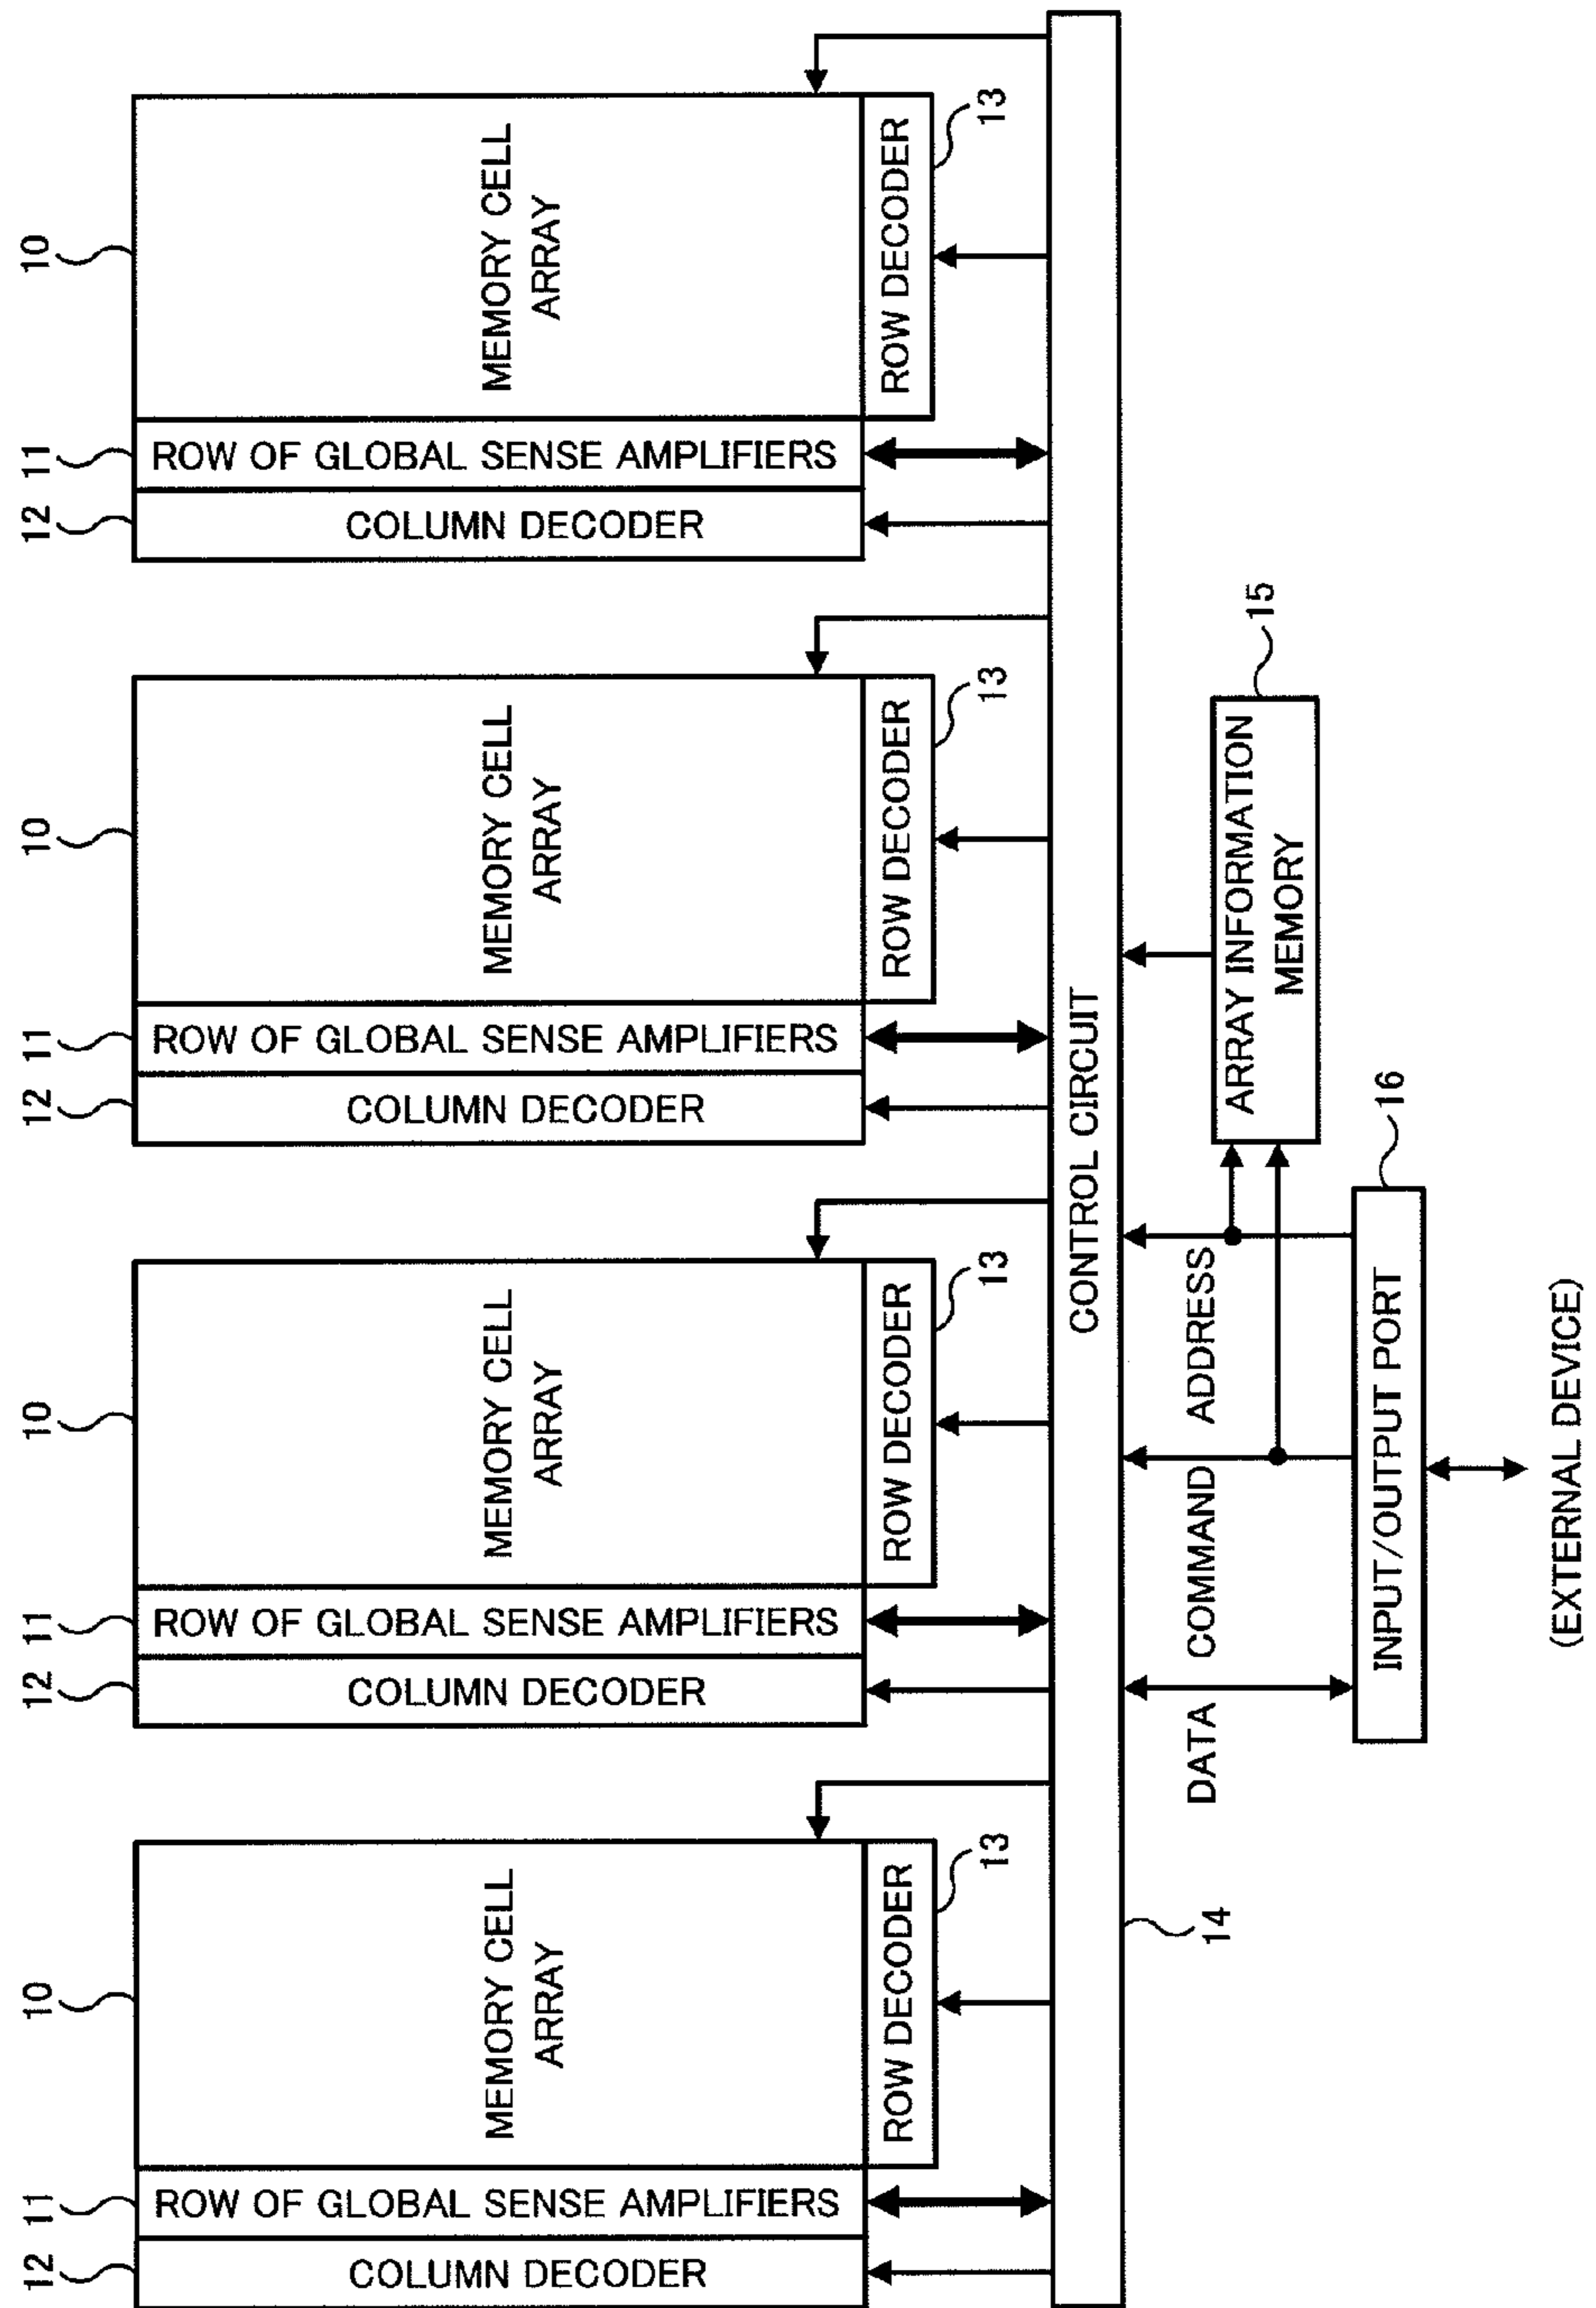 10
11
12
MEMORY CELL
ARRAY
ROW OF GLOBAL SENSE AMPLIFIERS
COLUMN DECODER
ROW DECODER
13
10
11
12
MEMORY CELL
ARRAY
ROW OF GLOBAL SENSE AMPLIFIERS
COLUMN DECODER
ROW DECODER
13
10
11
12
MEMORY CELL
ARRAY
ROW OF GLOBAL SENSE AMPLIFIERS
COLUMN DECODER
ROW DECODER
13
10
11
12
MEMORY CELL
ARRAY
ROW OF GLOBAL SENSE AMPLIFIERS
COLUMN DECODER
ROW DECODER
13
CONTROL CIRCUIT
14
DATA
COMMAND
ADDRESS
ARRAY INFORMATION
MEMORY
15
INPUT/OUTPUT PORT
16
(EXTERNAL DEVICE)